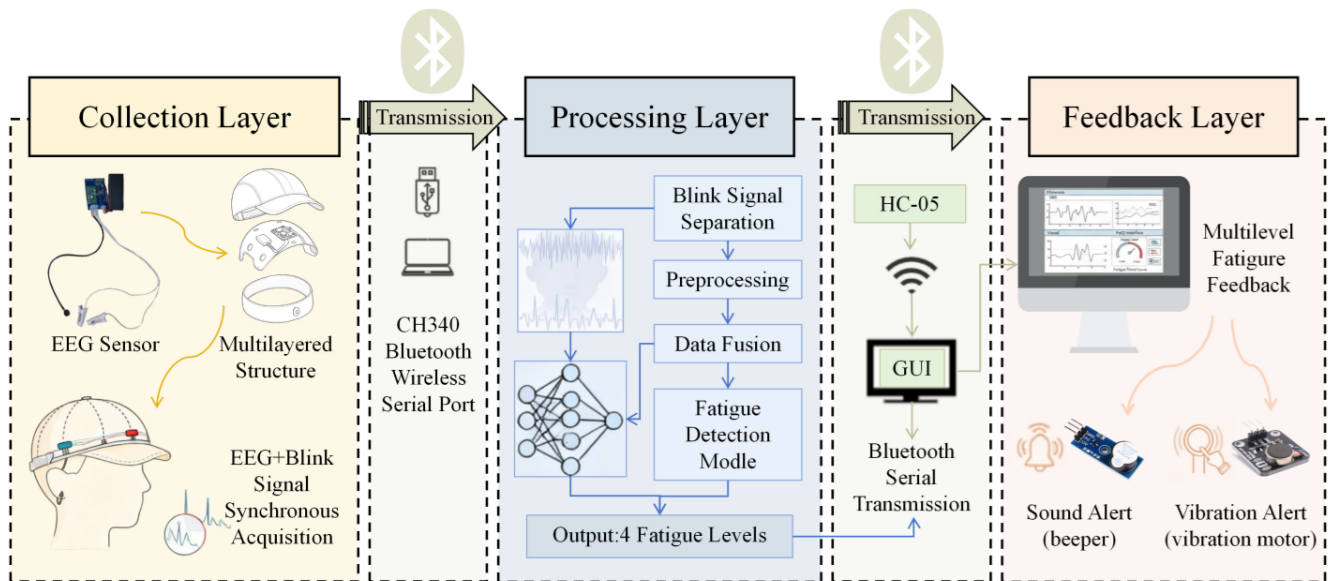 Collection Layer
Transmission
Processing Layer
Transmission
Feedback Layer
EEG Sensor
Multilayered
Structure
EEG+Blink
Signal
Synchronous
Acquisition
CH340
Bluetooth
Wireless
Serial Port
Blink Signal
Separation
Preprocessing
Data Fusion
Fatigue
Detection
Modle
Output:4 Fatigue Levels
HC-05
GUI
Bluetooth
Serial
Transmission
Multilevel
Fatigure
Feedback
Sound Alert
(beeper)
Vibration Alert
(vibration motor)